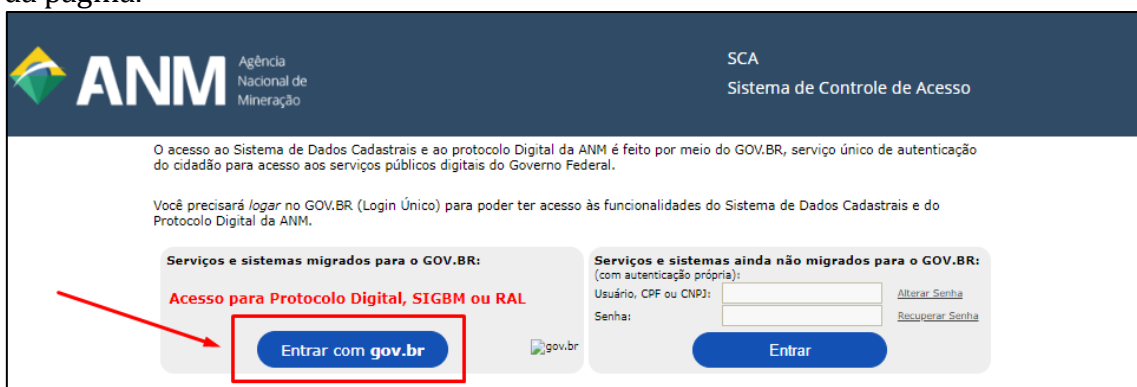 da página.
ANM
Agência
Nacional de
Mineração
SCA
Sistema de Controle de Acesso
O acesso ao Sistema de Dados Cadastrais e ao protocolo Digital da ANM é feito por meio do GOV.BR, serviço único de autenticação
do cidadão para acesso aos serviços públicos digitais do Governo Federal.
Você precisará logar no GOV.BR (Login Único) para poder ter acesso às funcionalidades do Sistema de Dados Cadastrais e do
Protocolo Digital da ANM.
Serviços e sistemas migrados para o GOV.BR:
Acesso para Protocolo Digital, SIGBM ou RAL
Entrar com gov.br
gov.br
Serviços e sistemas ainda não migrados para o GOV.BR:
(com autenticação própria):
Usuário, CPF ou CNPJ:
Alterar Senha
Senha:
Recuperar Senha
Entrar